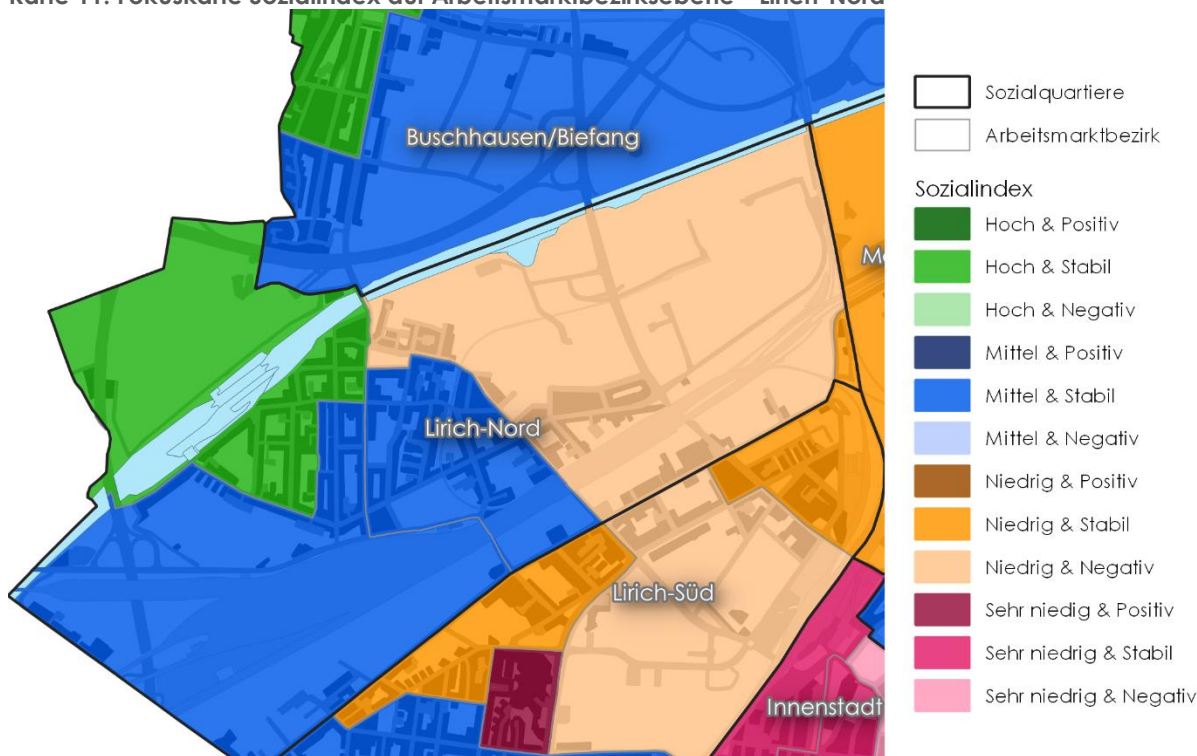 Buschhausen/Biefang
Lirich-Nord
Lirich-Süd
Innenstadt
Sozialquartiere
Arbeitsmarktbezirk
Sozialindex
Hoch & Positiv
Hoch & Stabil
Hoch & Negativ
Mittel & Positiv
Mittel & Stabil
Mittel & Negativ
Niedrig & Positiv
Niedrig & Stabil
Niedrig & Negativ
Sehr niedig & Positiv
Sehr niedrig & Stabil
Sehr niedrig & Negativ